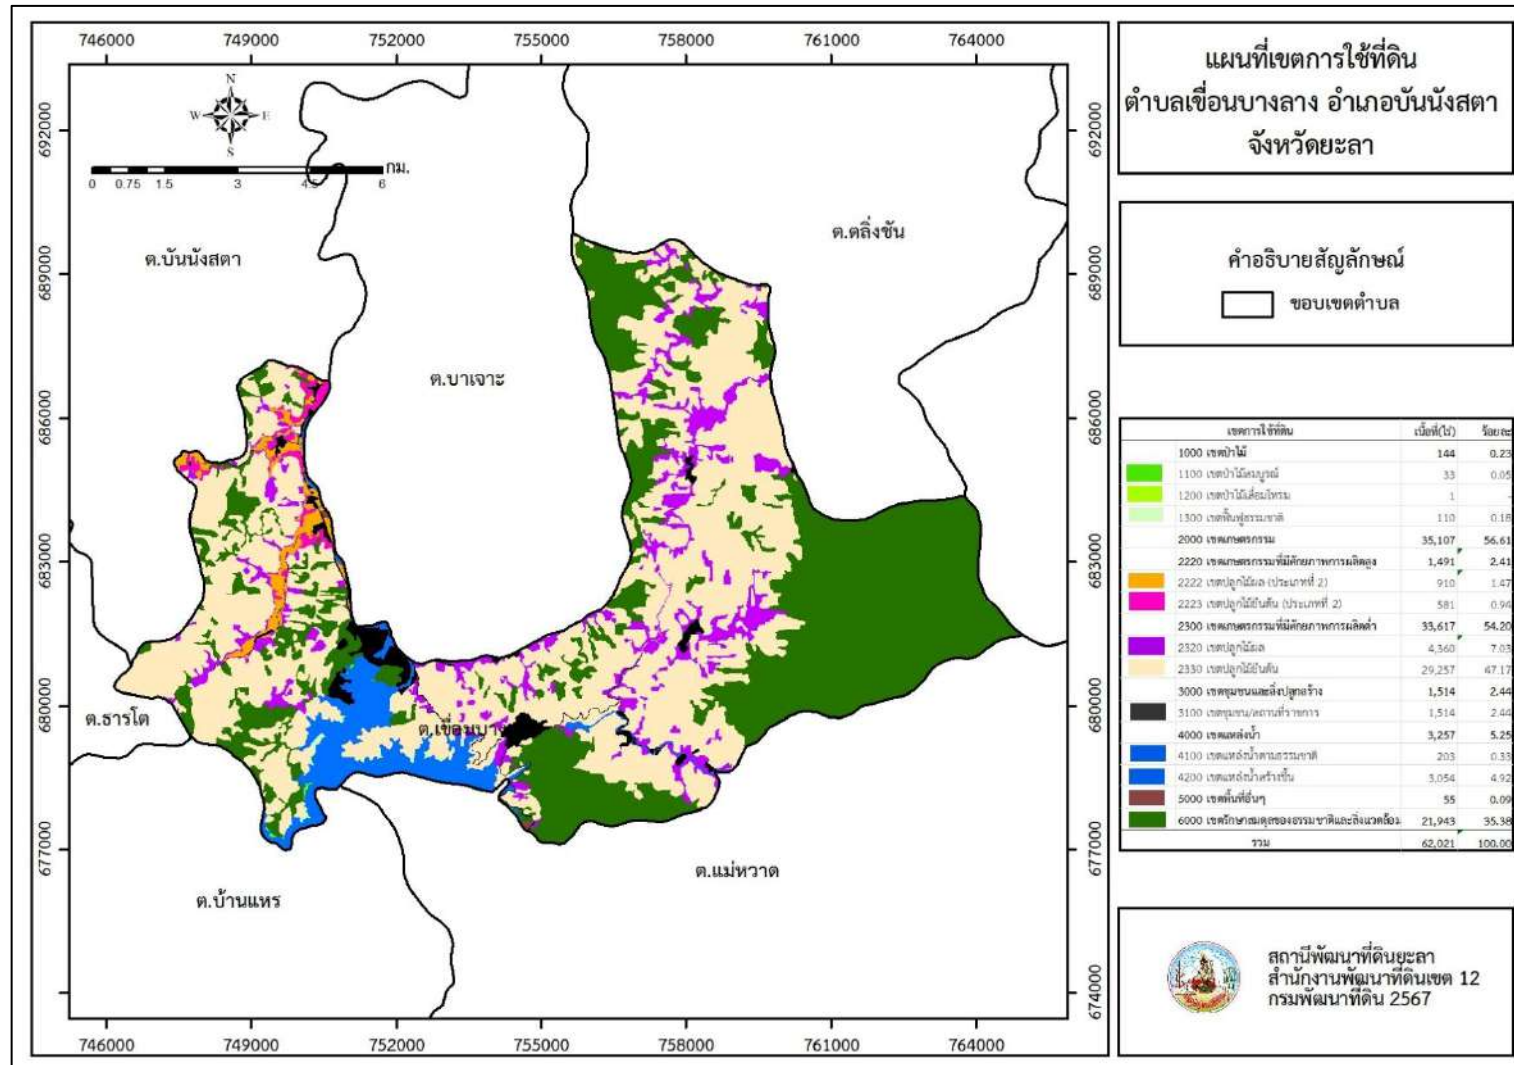 746000 749000 752000 755000 758000 761000 764000
692000
689000
686000
683000
680000
677000
674000
N
W E
S
กม.
0 0.75 1.5 3 4.5 6
ต.บันนังสตา
ต.ตลิ่งชัน
ต.บาเจาะ
ต.ธารโต
ต.เขื่อนบาง
ต.แม่หวาด
ต.บ้านแหร
692000
689000
686000
683000
680000
677000
674000
746000 749000 752000 755000 758000 761000 764000
แผนที่เขตการใช้ที่ดิน
ตำบลเขื่อนบางลาง อำเภอบันนังสตา
จังหวัดยะลา
คำอธิบายสัญลักษณ์
ขอบเขตตำบล
เขตการใช้ที่ดิน เนื้อที่(ไร่) ร้อยละ
1000 เขตป่าไม้ 144 0.23
1100 เขตป่าไม้สมบูรณ์ 33 0.05
1200 เขตป่าไม้เสื่อมโทรม 1 -
1300 เขตฟื้นฟูธรรมชาติ 110 0.18
2000 เขตเกษตรกรรม 35,107 56.61
2220 เขตเกษตรกรรมที่มีศักยภาพการผลิตสูง 1,491 2.41
2222 เขตปลูกไม้ผล (ประเภทที่ 2) 910 1.47
2223 เขตปลูกไม้ยืนต้น (ประเภทที่ 2) 581 0.94
2300 เขตเกษตรกรรมที่มีศักยภาพการผลิตต่ำ 33,617 54.20
2320 เขตปลูกไม้ผล 4,360 7.03
2330 เขตปลูกไม้ยืนต้น 29,257 47.17
3000 เขตชุมชนและสิ่งปลูกสร้าง 1,514 2.44
3100 เขตชุมชน/สถานที่ราชการ 1,514 2.44
4000 เขตแหล่งน้ำ 3,257 5.25
4100 เขตแหล่งน้ำตามธรรมชาติ 203 0.33
4200 เขตแหล่งน้ำสร้างขึ้น 3,054 4.92
5000 เขตพื้นที่อื่นๆ 55 0.09
6000 เขตรักษาสมดุลของธรรมชาติและสิ่งแวดล้อม 21,943 35.38
รวม 62,021 100.00
สถานีพัฒนาที่ดินยะลา
สำนักงานพัฒนาที่ดินเขต 12
กรมพัฒนาที่ดิน 2567